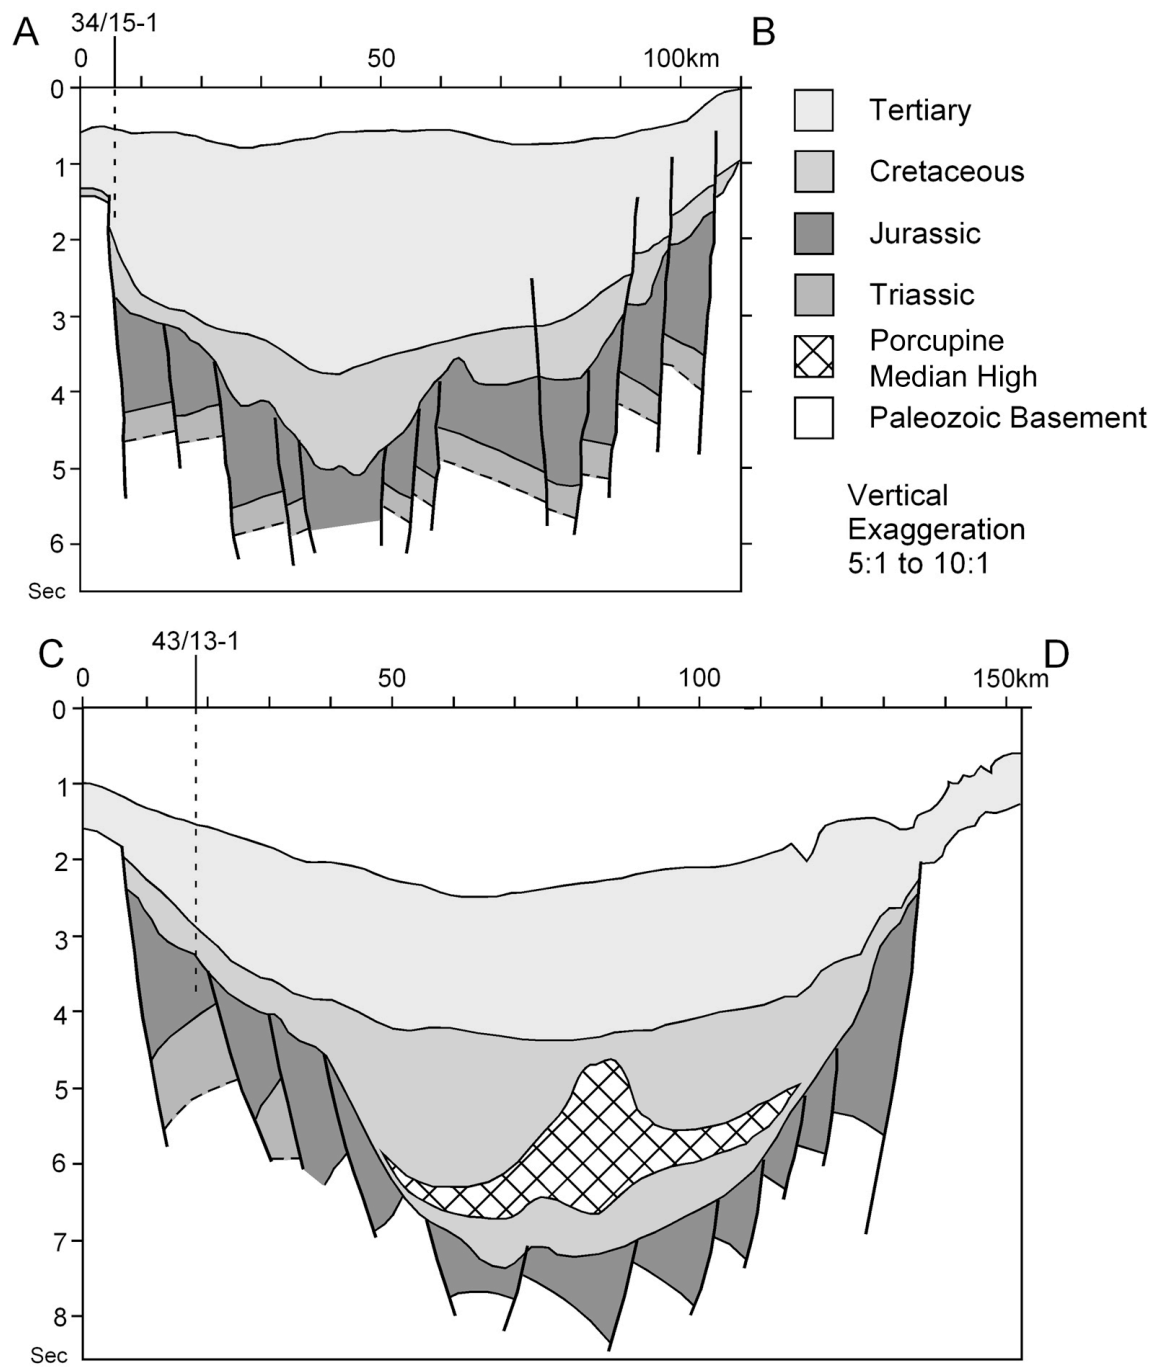 34/15-1
A
B
0 50 100km
0
1
2
3
4
5
6
Sec
Tertiary
Cretaceous
Jurassic
Triassic
Porcupine
Median High
Paleozoic Basement
Vertical
Exaggeration
5:1 to 10:1
43/13-1
C
D
0 50 100 150km
0
1
2
3
4
5
6
7
8
Sec